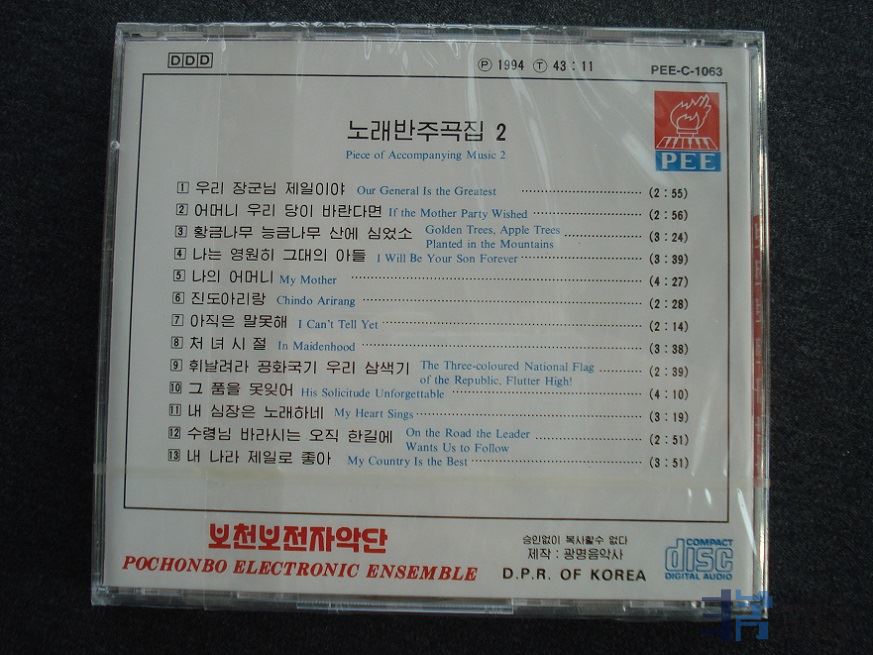 DDD
Ⓟ 1994 Ⓣ 43 : 11
PEE-C-1063
노래반주곡집 2
Piece of Accompanying Music 2
PEE
1 우리 장군님 제일이야 Our General Is the Greatest (2 : 55)
2 어머니 우리 당이 바란다면 If the Mother Party Wished (2 : 56)
3 황금나무 능금나무 산에 심었소 Golden Trees, Apple Trees
Planted in the Mountains (3 : 24)
4 나는 영원히 그대의 아들 I Will Be Your Son Forever (3 : 39)
5 나의 어머니 My Mother (4 : 27)
6 진도아리랑 Chindo Arirang (2 : 28)
7 아직은 말못해 I Can't Tell Yet (2 : 14)
8 처녀시절 In Maidenhood (3 : 38)
9 휘날려라 공화국기 우리 삼색기 The Three-coloured National Flag
of the Republic, Flutter High! (2 : 39)
10 그 품을 못잊어 His Solicitude Unforgettable (4 : 10)
11 내 심장은 노래하네 My Heart Sings (3 : 19)
12 수령님 바라시는 오직 한길에 On the Road the Leader
Wants Us to Follow (2 : 51)
13 내 나라 제일로 좋아 My Country Is the Best (3 : 51)
보천보전자악단
POCHONBO ELECTRONIC ENSEMBLE
승인없이 복사할수 없다
제작 : 광명음악사
D.P.R. OF KOREA
COMPACT
disc
DIGITAL AUDIO